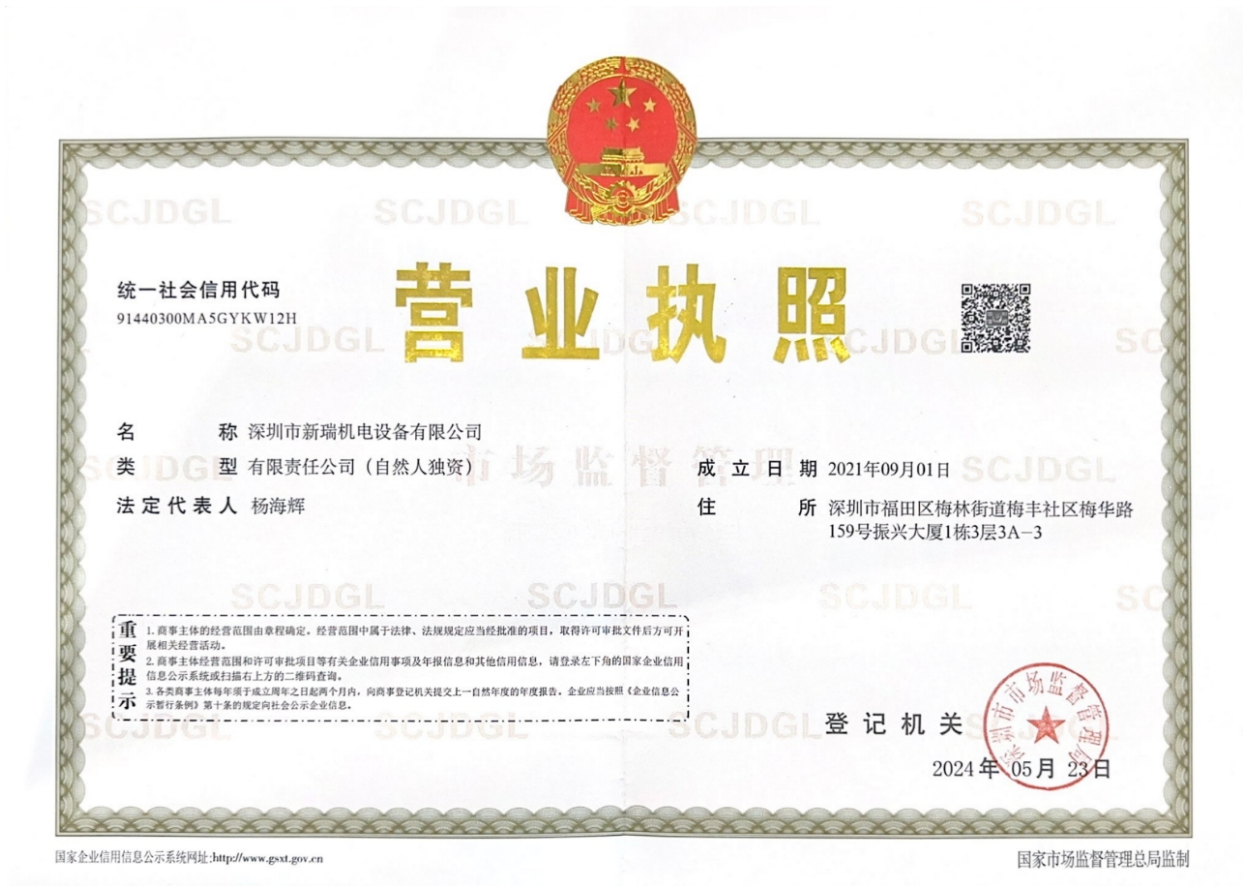 营业执照
统一社会信用代码
91440300MA5GYKW12H
名称 深圳市新瑞机电设备有限公司
类型 有限责任公司（自然人独资）
法定代表人 杨海辉
成立日期 2021年09月01日
住所 深圳市福田区梅林街道梅丰社区梅华路
159号振兴大厦1栋3层3A-3
重要提示
1.商事主体的经营范围由章程确定。经营范围中属于法律、法规规定应当经批准的项目，取得许可审批文件后方可开
展相关经营活动。
2.商事主体经营范围和许可审批项目等有关企业信用事项及年报信息和其他信用信息，请登录左下角的国家企业信用
信息公示系统或扫描右上方的二维码查询。
3.各类商事主体每年须于成立周年之日起两个月内，向商事登记机关提交上一自然年度的年度报告。企业应当按照《企业信息公
示暂行条例》第十条的规定向社会公示企业信息。
登记机关
深圳市市场监督管理局
2024年05月23日
国家企业信用信息公示系统网址:http://www.gsxt.gov.cn
国家市场监督管理总局监制
SCJDGL
市场监督管理